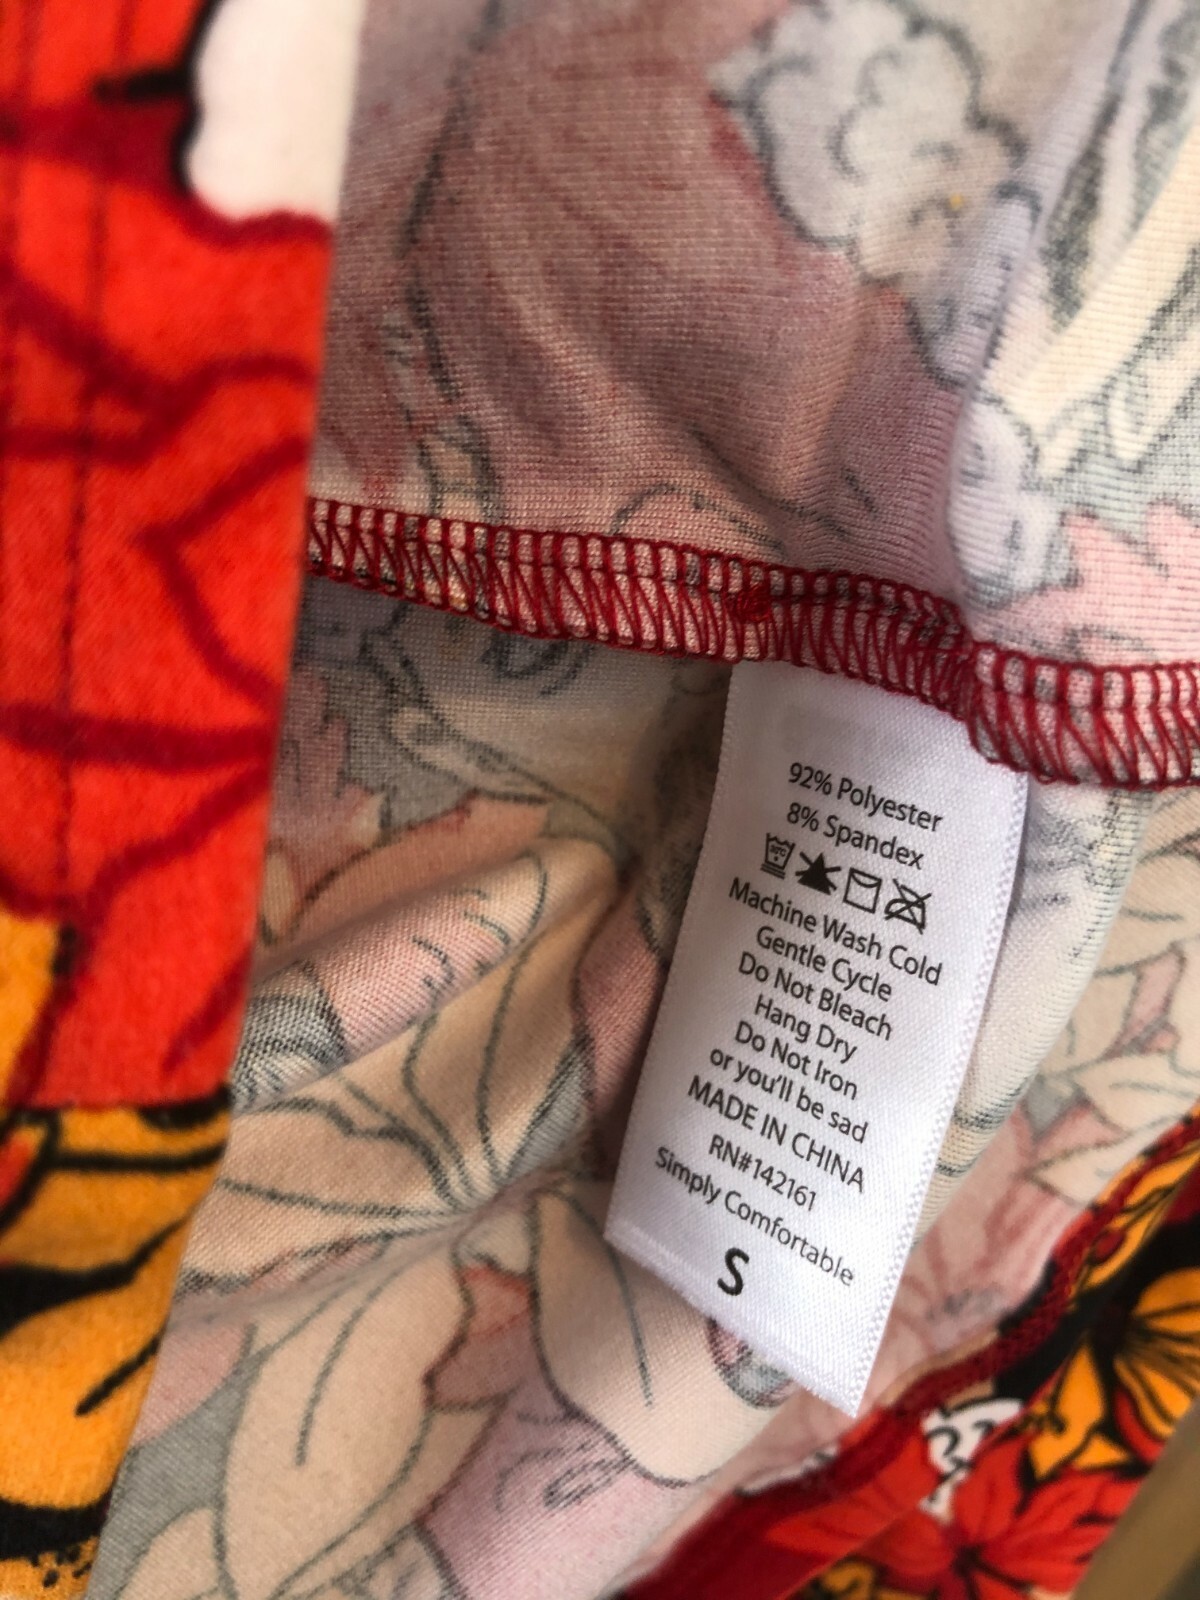 92% Polyester
8% Spandex
30°C
Machine Wash Cold
Gentle Cycle
Do Not Bleach
Hang Dry
Do Not Iron
or you'll be sad
MADE IN CHINA
RN#142161
Simply Comfortable
S